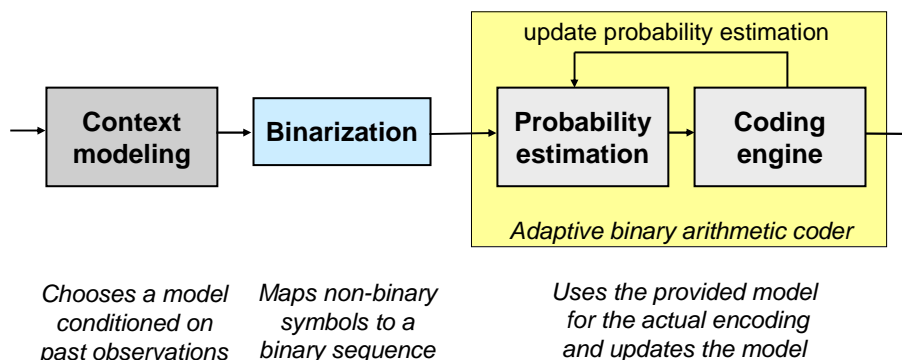 update probability estimation
Context
modeling
Binarization
Probability
estimation
Coding
engine
Adaptive binary arithmetic coder
Chooses a model
conditioned on
past observations
Maps non-binary
symbols to a
binary sequence
Uses the provided model
for the actual encoding
and updates the model